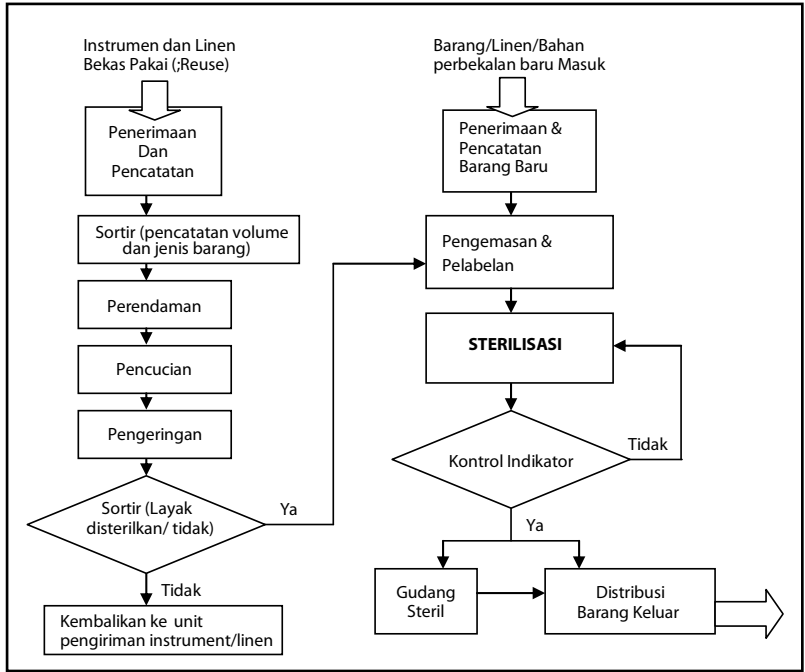 Instrumen dan Linen
Bekas Pakai (;Reuse)
Penerimaan
Dan
Pencatatan
Sortir (pencatatan volume
dan jenis barang)
Perendaman
Pencucian
Pengeringan
Sortir (Layak
disterilkan/ tidak)
Ya
Tidak
Kembalikan ke unit
pengiriman instrument/linen
Barang/Linen/Bahan
perbekalan baru Masuk
Penerimaan &
Pencatatan
Barang Baru
Pengemasan &
Pelabelan
STERILISASI
Kontrol Indikator
Tidak
Ya
Gudang
Steril
Distribusi
Barang Keluar